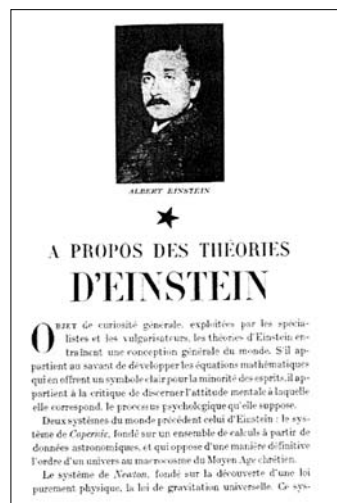 ALBERT EINSTEIN
A PROPOS DES THÉORIES
D'EINSTEIN
OBJET de curiosité générale, exploitées par les spécia-
listes et les vulgarisateurs, les théories d'Einstein en-
traînent une conception générale du monde. S'il ap-
partient au savant de développer les équations mathématiques
qui en offrent un symbole clair pour la minorité des esprits, il ap-
partient à la critique de discerner l'attitude mentale à laquelle
elle correspond, le processus psychologique qu'elle suppose.
Deux systèmes du monde précèdent celui d'Einstein : le sys-
tème de Copernic, fondé sur un ensemble de calculs à partir de
données astronomiques, et qui oppose d'une manière définitive
l'ordre d'un univers au macrocosme du Moyen Age chrétien.
Le système de Newton, fondé sur la découverte d'une loi
purement physique, la loi de gravitation universelle. Ce sys-